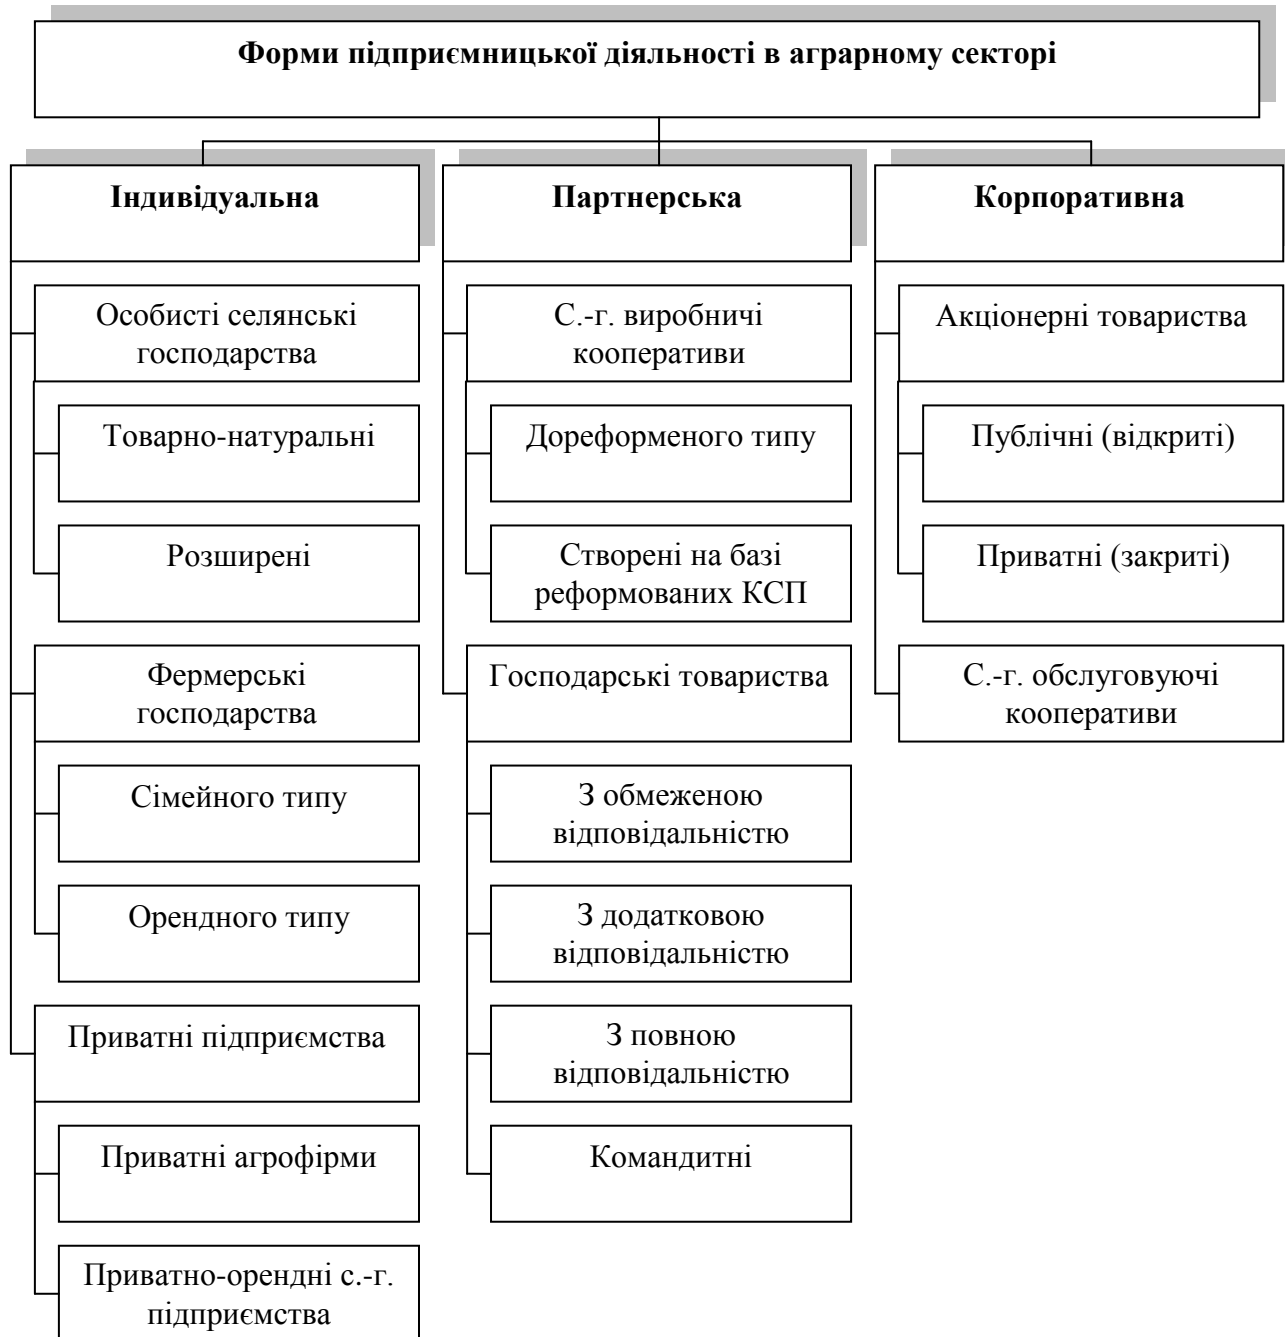 Форми підприємницької діяльності в аграрному секторі
Індивідуальна
Особисті селянські
господарства
Товарно-натуральні
Розширені
Фермерські
господарства
Сімейного типу
Орендного типу
Приватні підприємства
Приватні агрофірми
Приватно-орендні с.-г.
підприємства
Партнерська
С.-г. виробничі
кооперативи
Дореформеного типу
Створені на базі
реформованих КСП
Господарські товариства
З обмеженою
відповідальністю
З додатковою
відповідальністю
З повною
відповідальністю
Командитні
Корпоративна
Акціонерні товариства
Публічні (відкриті)
Приватні (закриті)
С.-г. обслуговуючі
кооперативи